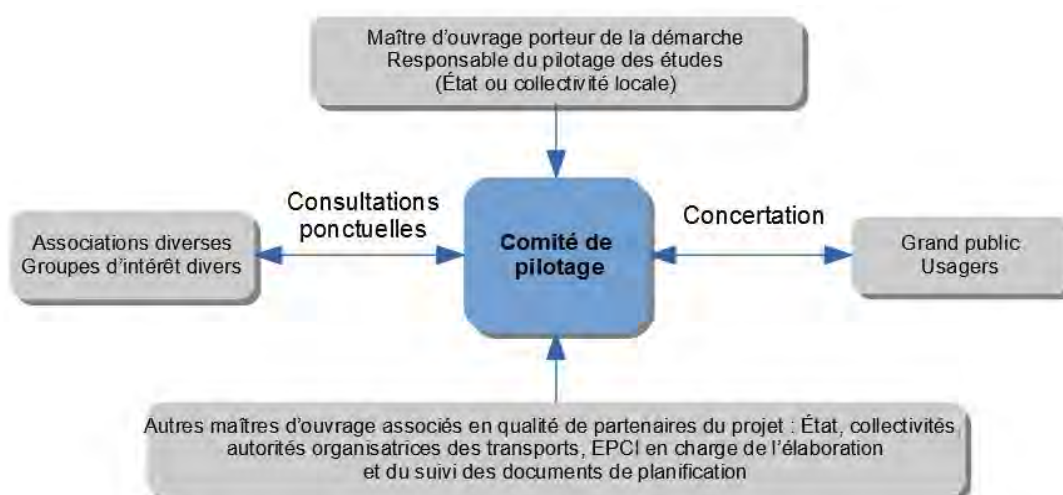 Maître d'ouvrage porteur de la démarche
Responsable du pilotage des études
(État ou collectivité locale)
Consultations
ponctuelles
Concertation
Associations diverses
Groupes d'intérêt divers
Comité de
pilotage
Grand public
Usagers
Autres maîtres d'ouvrage associés en qualité de partenaires du projet : État, collectivités,
autorités organisatrices des transports, EPCI en charge de l'élaboration
et du suivi des documents de planification